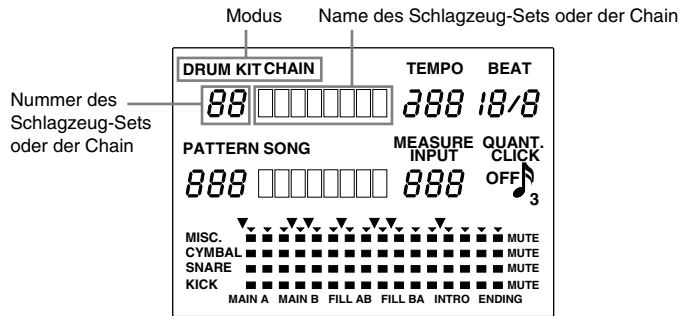 Modus
Name des Schlagzeug-Sets oder der Chain
Nummer des
Schlagzeug-Sets
oder der Chain
DRUM KIT CHAIN TEMPO BEAT
88 388 18/8
PATTERN SONG MEASURE INPUT QUANT. CLICK
888 888 OFF 3
MISC. MUTE
CYMBAL MUTE
SNARE MUTE
KICK MUTE
MAIN A MAIN B FILL AB FILL BA INTRO ENDING